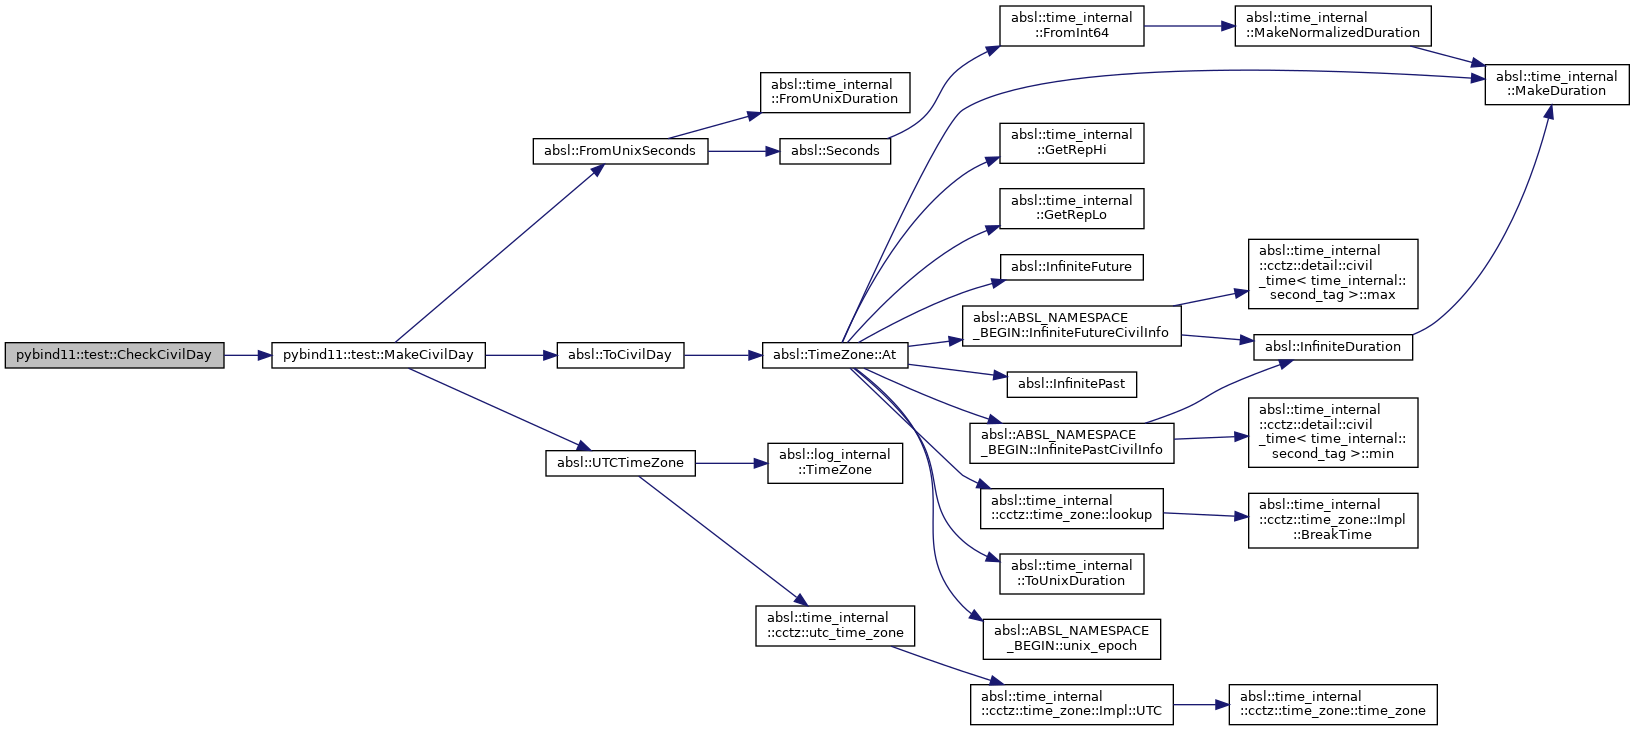 pybind11::test::CheckCivilDay
pybind11::test::MakeCivilDay
absl::FromUnixSeconds
absl::ToCivilDay
absl::UTCTimeZone
absl::time_internal
::FromUnixDuration
absl::Seconds
absl::TimeZone::At
absl::log_internal
::TimeZone
absl::time_internal
::cctz::utc_time_zone
absl::time_internal
::FromInt64
absl::time_internal
::GetRepHi
absl::time_internal
::GetRepLo
absl::InfiniteFuture
absl::ABSL_NAMESPACE
_BEGIN::InfiniteFutureCivilInfo
absl::InfinitePast
absl::ABSL_NAMESPACE
_BEGIN::InfinitePastCivilInfo
absl::time_internal
::cctz::time_zone::lookup
absl::time_internal
::ToUnixDuration
absl::ABSL_NAMESPACE
_BEGIN::unix_epoch
absl::time_internal
::cctz::time_zone::Impl::UTC
absl::time_internal
::MakeNormalizedDuration
absl::time_internal
::cctz::detail::civil
_time< time_internal::
second_tag >::max
absl::InfiniteDuration
absl::time_internal
::cctz::detail::civil
_time< time_internal::
second_tag >::min
absl::time_internal
::cctz::time_zone::Impl
::BreakTime
absl::time_internal
::cctz::time_zone::time_zone
absl::time_internal
::MakeDuration